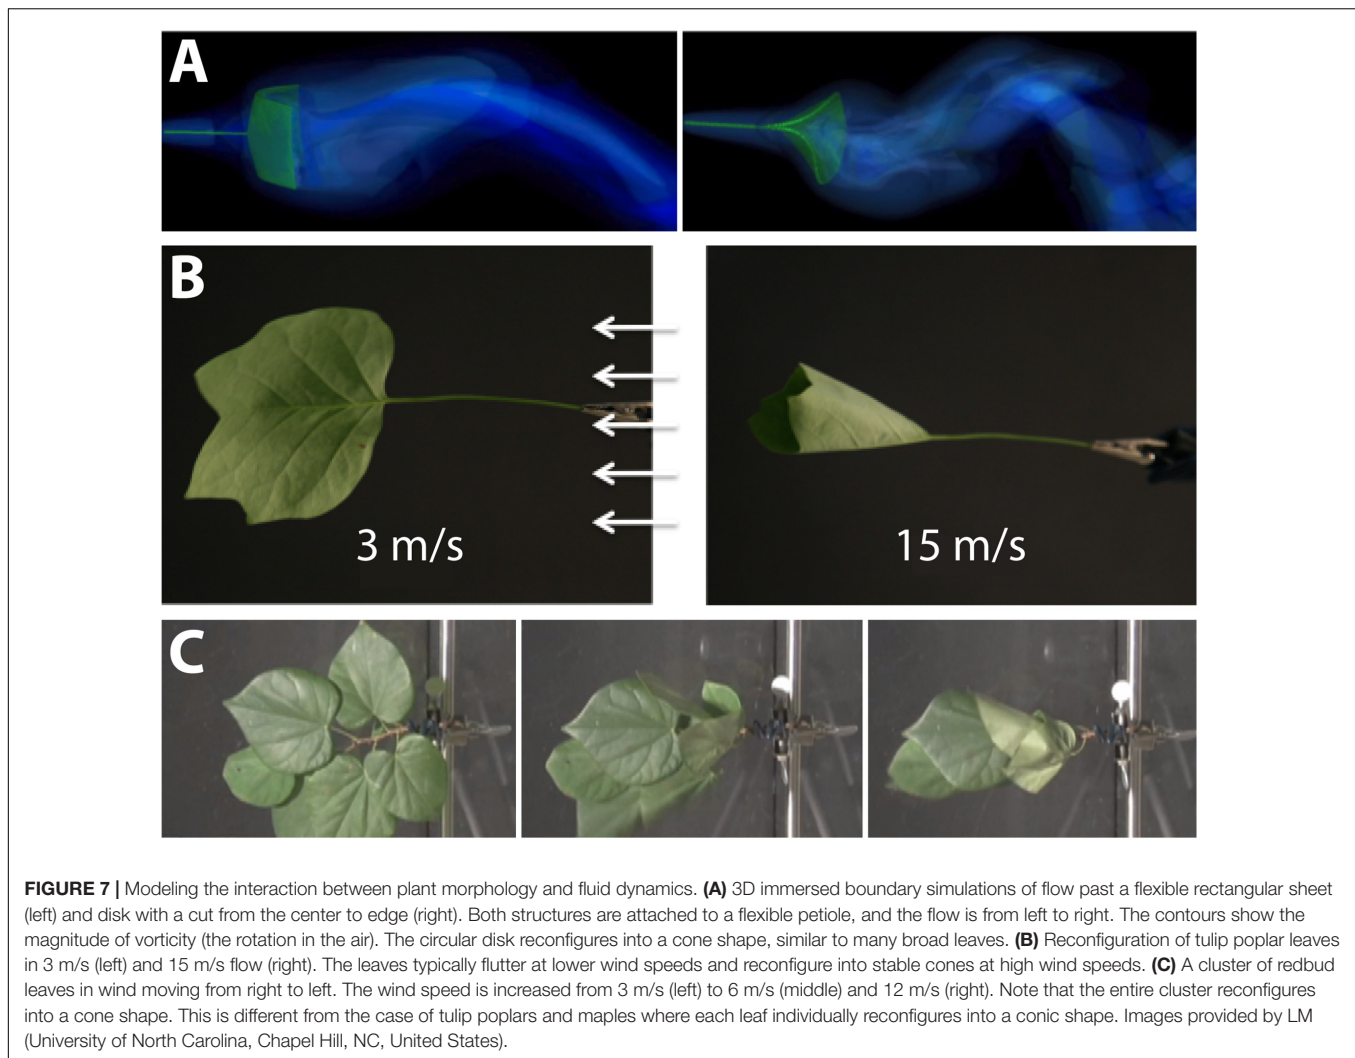 A
B
3 m/s
15 m/s
C
FIGURE 7 | Modeling the interaction between plant morphology and fluid dynamics. (A) 3D immersed boundary simulations of flow past a flexible rectangular sheet
(left) and disk with a cut from the center to edge (right). Both structures are attached to a flexible petiole, and the flow is from left to right. The contours show the
magnitude of vorticity (the rotation in the air). The circular disk reconfigures into a cone shape, similar to many broad leaves. (B) Reconfiguration of tulip poplar leaves
in 3 m/s (left) and 15 m/s flow (right). The leaves typically flutter at lower wind speeds and reconfigure into stable cones at high wind speeds. (C) A cluster of redbud
leaves in wind moving from right to left. The wind speed is increased from 3 m/s (left) to 6 m/s (middle) and 12 m/s (right). Note that the entire cluster reconfigures
into a cone shape. This is different from the case of tulip poplars and maples where each leaf individually reconfigures into a conic shape. Images provided by LM
(University of North Carolina, Chapel Hill, NC, United States).